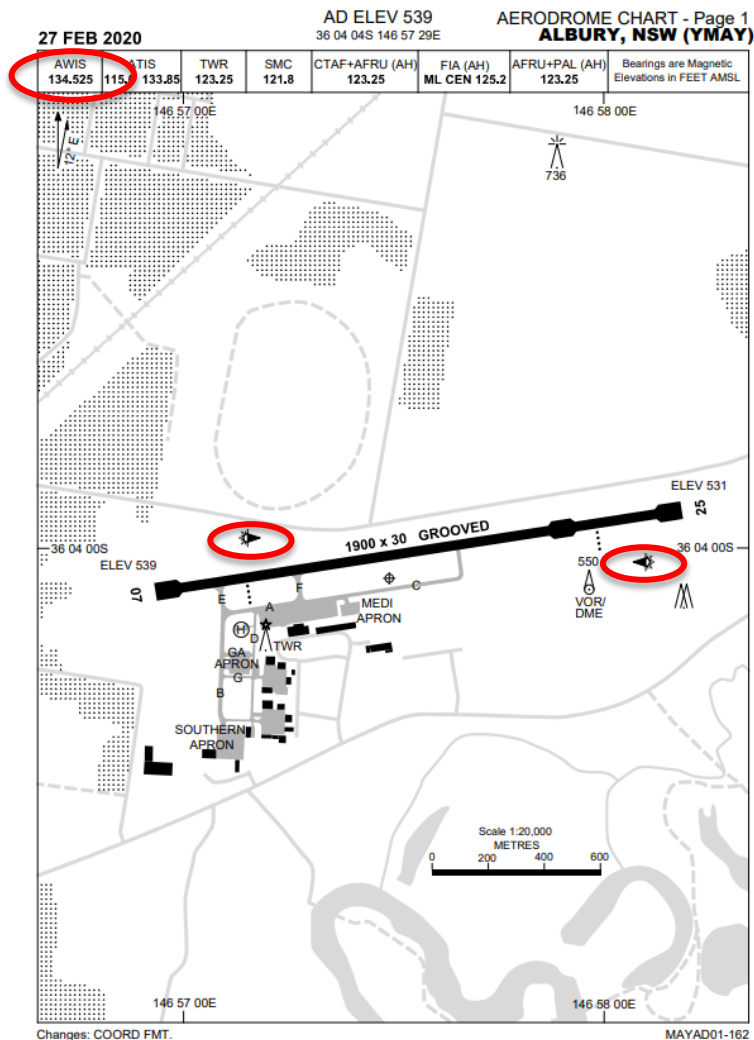 AD ELEV 539
36 04 04S 146 57 29E
AERODROME CHART - Page 1
27 FEB 2020
ALBURY, NSW (YMAY)
AWIS
134.525
ATIS
133.85
TWR
123.25
SMC
121.8
CTAF+AFRU (AH)
123.25
FIA (AH)
ML CEN 125.2
AFRU+PAL (AH)
123.25
Bearings are Magnetic
Elevations in FEET AMSL
146 57 00E
146 58 00E
12° E
736
ELEV 531
25
1900 x 30 GROOVED
36 04 00S
36 04 00S
ELEV 539
550
07
E
F
C
A
VOR/
DME
MEDI
APRON
H
D
TWR
GA
APRON
G
B
SOUTHERN
APRON
Scale 1:20,000
METRES
0 200 400 600
146 57 00E
146 58 00E
Changes: COORD FMT.
MAYAD01-162